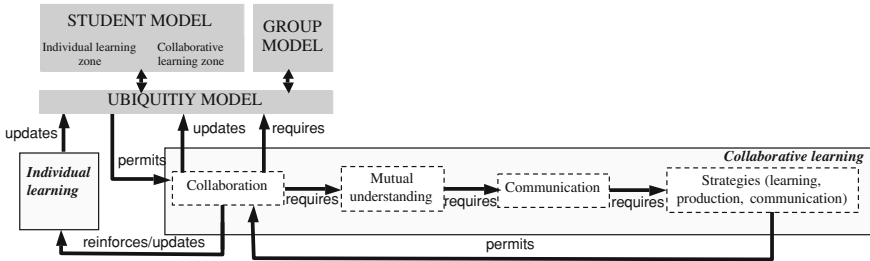 STUDENT MODEL
Individual learning zone
Collaborative learning zone
GROUP MODEL
UBIQUITIY MODEL
updates
permits
updates
requires
Individual learning
Collaborative learning
Collaboration
requires
Mutual understanding
requires
Communication
requires
Strategies (learning, production, communication)
reinforces/updates
permits